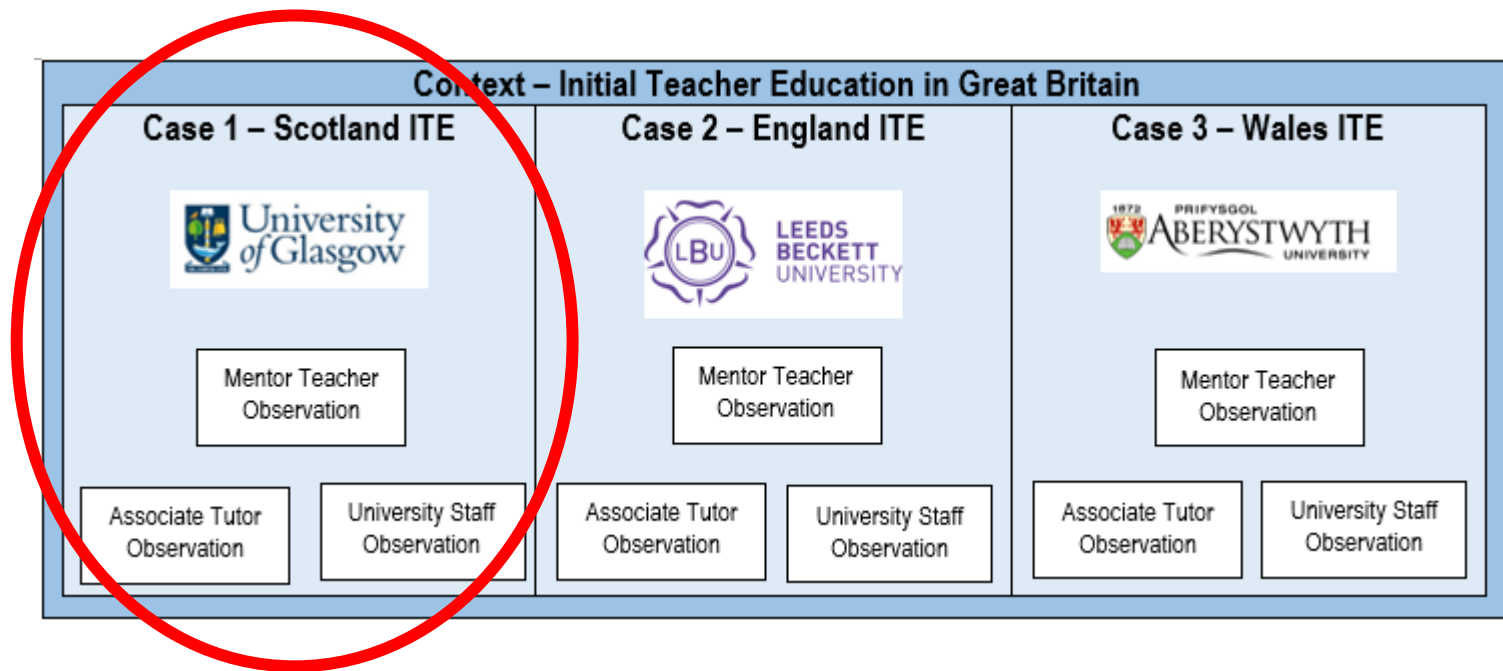 Context – Initial Teacher Education in Great Britain
Case 1 – Scotland ITE
University
of Glasgow
Mentor Teacher
Observation
Associate Tutor
Observation
University Staff
Observation
Case 2 – England ITE
LBU
LEEDS
BECKETT
UNIVERSITY
Mentor Teacher
Observation
Associate Tutor
Observation
University Staff
Observation
Case 3 – Wales ITE
1872
PRIFYSGOL
ABERYSTWYTH
UNIVERSITY
Mentor Teacher
Observation
Associate Tutor
Observation
University Staff
Observation